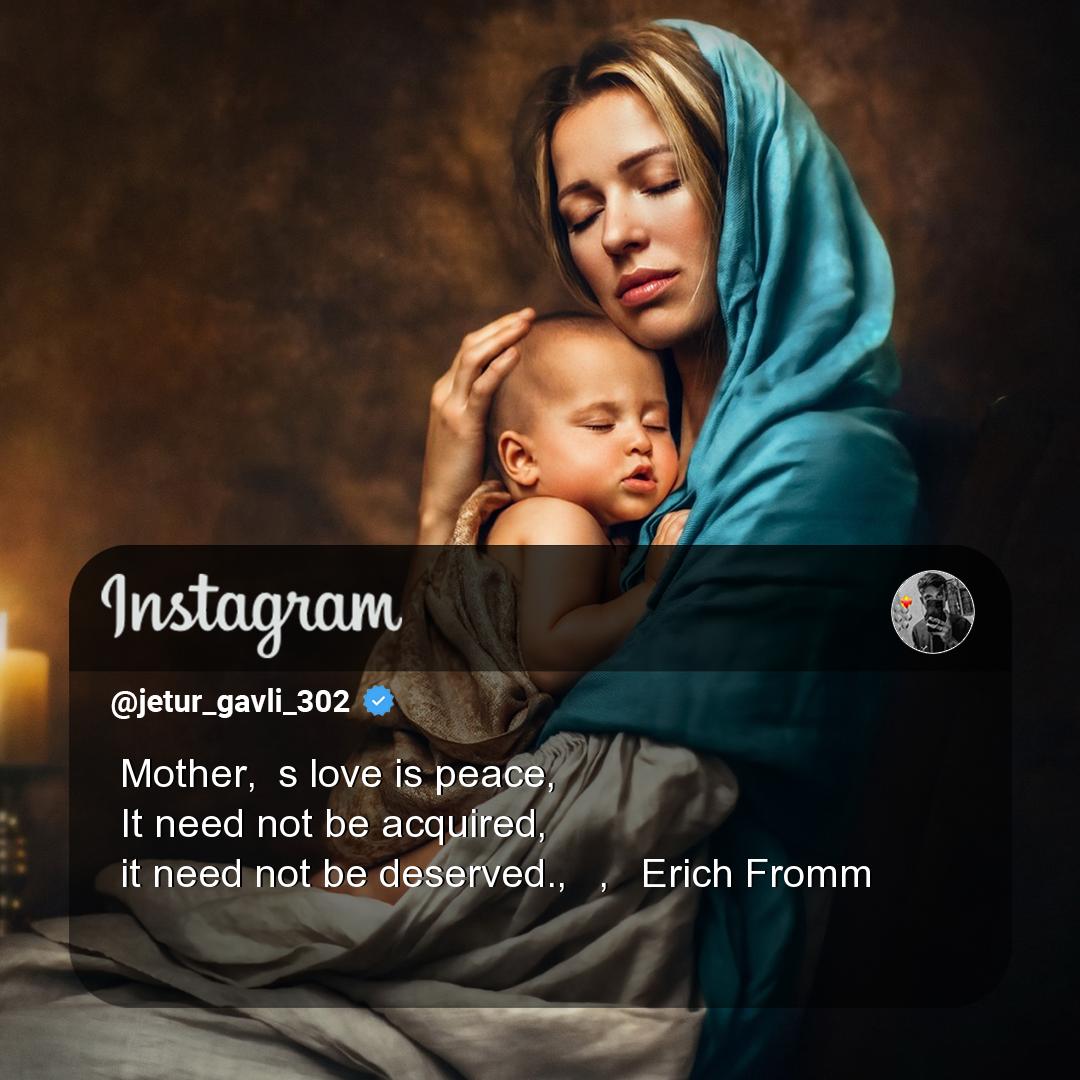 Instagram
@jetur_gavli_302
Mother,  s love is peace,
It need not be acquired,
it need not be deserved.,   ,   Erich Fromm